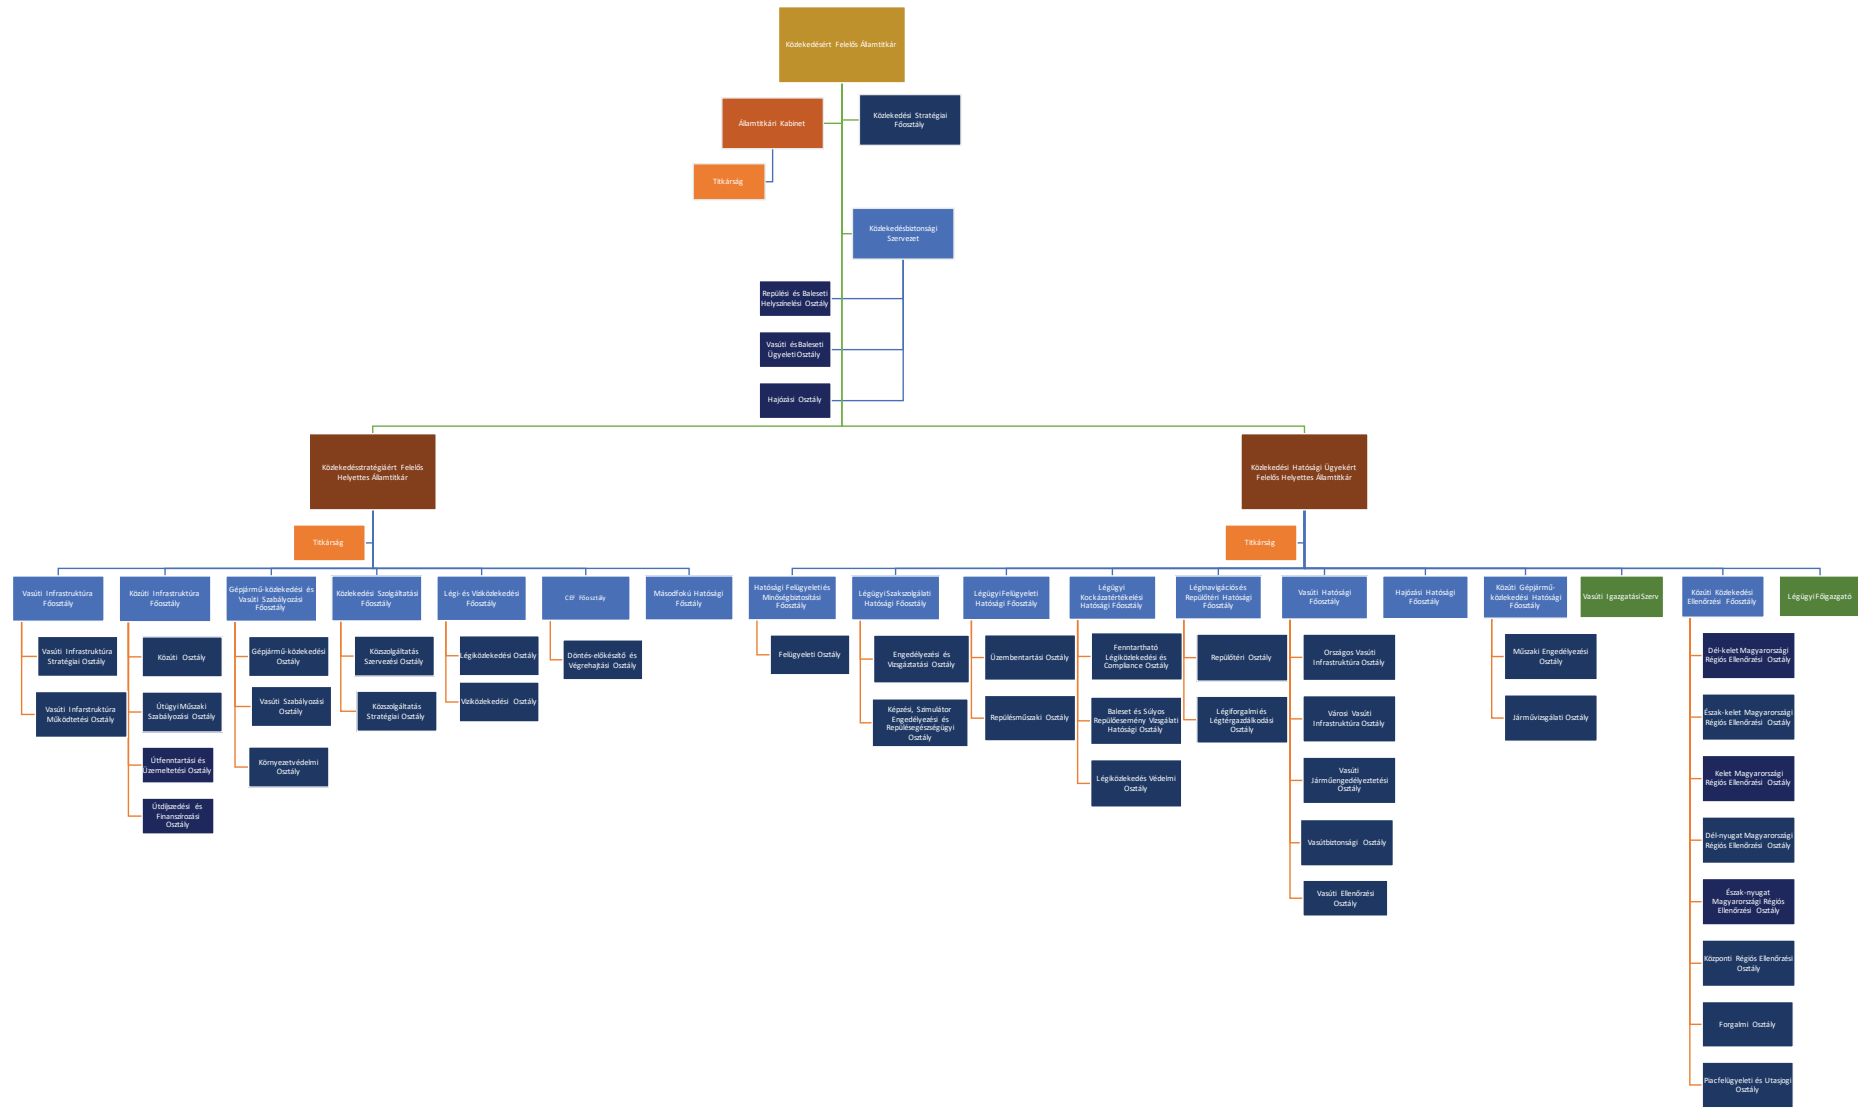 Közlekedésért Felelős Államtitkár
Államtitkári Kabinet
Közlekedési Stratégiai
Főosztály
Titkárság
Közlekedésbiztonsági
Szervezet
Repülési és Baleseti
Helyszínelési Osztály
Vasúti és Baleseti
Ügyeleti Osztály
Hajózási Osztály
Közlekedésstratégiáért Felelős
Helyettes Államtitkár
Közlekedési Hatósági Ügyekért
Felelős Helyettes Államtitkár
Titkárság
Titkárság
Vasúti Infrastruktúra
Főosztály
Vasúti Infrastruktúra
Stratégiai Osztály
Vasúti Infarstruktúra
Működtetési Osztály
Közúti Infrastruktúra
Főosztály
Közúti Osztály
Útügyi Műszaki
Szabályozási Osztály
Útfenntartási és
Üzemeltetési Osztály
Útdíjszedési és
Finanszírozási
Osztály
Gépjármű-közlekedési és
Vasúti Szabályozási
Főosztály
Gépjármű-közlekedési
Osztály
Vasúti Szabályozási
Osztály
Környezetvédelmi
Osztály
Közlekedési Szolgáltatási
Főosztály
Közszolgáltatás
Szervezési Osztály
Közszolgáltatás
Stratégiai Osztály
Légi- és Víziközlekedési
Főosztály
Légiközlekedési Osztály
Víziközlekedési Osztály
CEF Főosztály
Döntés-előkészítő és
Végrehajtási Osztály
Másodfokú Hatósági
Főosztály
Hatósági Felügyeleti és
Minőségbiztosítási
Főosztály
Felügyeleti Osztály
Légügyi Szakszolgálati
Hatósági Főosztály
Engedélyezési és
Vizsgáztatási Osztály
Képzési, Szimulátor
Engedélyezési és
Repülésegészségügyi
Osztály
Légügyi Felügyeleti
Hatósági Főosztály
Üzembentartási Osztály
Repülésműszaki Osztály
Légügyi
Kockázatértékelési
Hatósági Főosztály
Fenntartható
Légiközlekedési és
Compliance Osztály
Baleset és Súlyos
Repülőesemény Vizsgálati
Hatósági Osztály
Légiközlekedés Védelmi
Osztály
Léginavigációs és
Repülőtéri Hatósági
Főosztály
Repülőtéri Osztály
Légiforgalmi és
Légtérgazdálkodási
Osztály
Vasúti Hatósági
Főosztály
Országos Vasúti
Infrastruktúra Osztály
Városi Vasúti
Infrastruktúra Osztály
Vasúti
Járműengedélyeztetési
Osztály
Vasútbiztonsági Osztály
Vasúti Ellenőrzési
Osztály
Hajózási Hatósági
Főosztály
Közúti Gépjármű-
közlekedési Hatósági
Főosztály
Műszaki Engedélyezési
Osztály
Járművizsgálati Osztály
Vasúti Igazgatási Szerv
Közúti Közlekedési
Ellenőrzési Főosztály
Dél-kelet Magyarországi
Régiós Ellenőrzési Osztály
Észak-kelet Magyarországi
Régiós Ellenőrzési Osztály
Kelet Magyarországi
Régiós Ellenőrzési Osztály
Dél-nyugat Magyarországi
Régiós Ellenőrzési Osztály
Észak-nyugat
Magyarországi Régiós
Ellenőrzési Osztály
Központi Régiós Ellenőrzési
Osztály
Forgalmi Osztály
Piacfelügyeleti és Utasjogi
Osztály
Légügyi Főigazgató